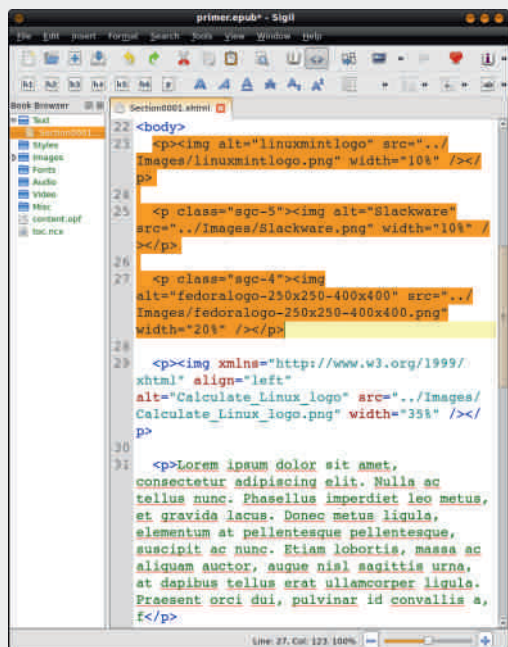 primer.epub* - Sigil
File Edit Insert Format Search Tools View Window Help
h1 h2 h3 h4 h5 h6 P A A A A A A
Book Browser
Section0001.xhtml
Text
Section0001
Styles
Images
Fonts
Audio
Video
Misc
content.opf
toc.ncx
22 <body>
23 <p><img alt="linuxmintlogo" src="../
Images/linuxmintlogo.png" width="10%" /></
p>
24
25 <p class="sgc-5"><img alt="Slackware"
src="../Images/Slackware.png" width="10%" /
></p>
26
27 <p class="sgc-4"><img
alt="fedoralogo-250x250-400x400" src="../
Images/fedoralogo-250x250-400x400.png"
width="20%" /></p>
28
29 <p><img xmlns="http://www.w3.org/1999/
xhtml" align="left"
alt="Calculate_Linux_logo" src="../Images/
Calculate_Linux_logo.png" width="35%" /></
p>
30
31 <p>Lorem ipsum dolor sit amet,
consectetur adipiscing elit. Nulla ac
tellus nunc. Phasellus imperdiet leo metus,
et gravida lacus. Donec metus ligula,
elementum at pellentesque pellentesque,
suscipit ac nunc. Etiam lobortis, massa ac
aliquam auctor, augue nisl sagittis urna,
at dapibus tellus erat ullamcorper ligula.
Praesent orci dui, pulvinar id convallis a,
f</p>
Line: 27, Col: 123 100%